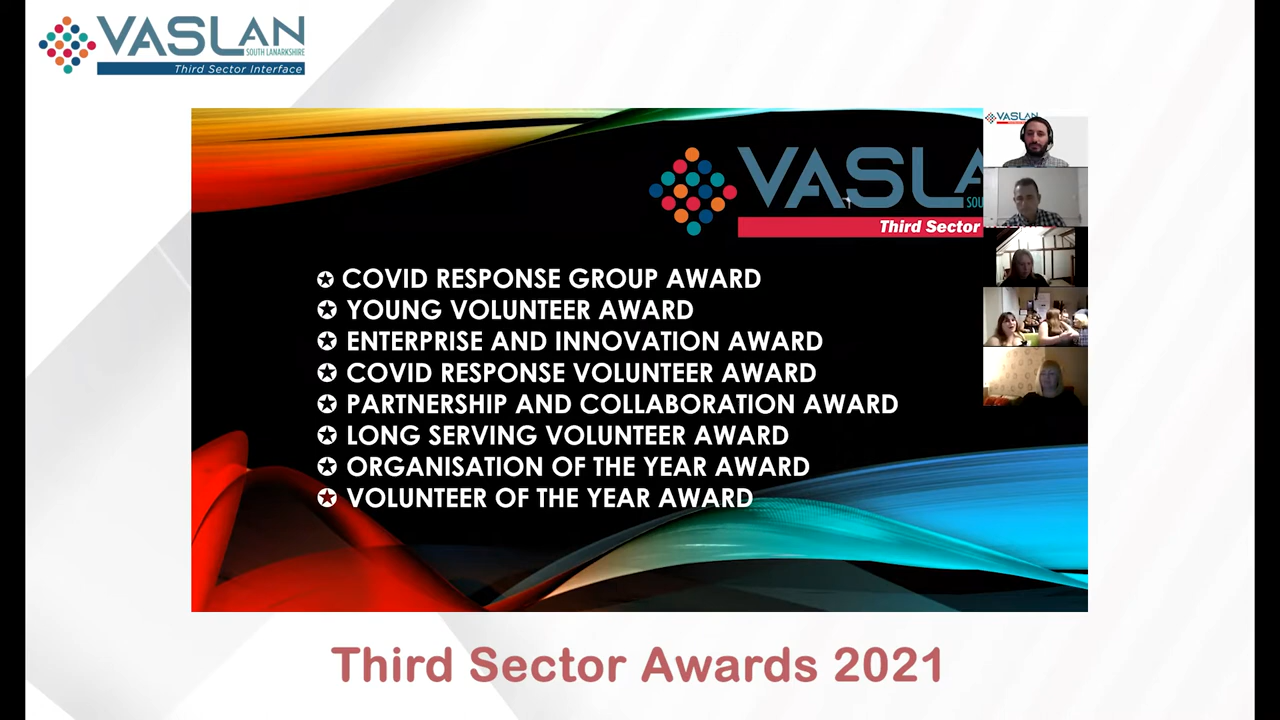 VASLAN
SOUTH LANARKSHIRE
Third Sector Interface
VASLAN
VASLA
SOU
Third Sector
COVID RESPONSE GROUP AWARD
YOUNG VOLUNTEER AWARD
ENTERPRISE AND INNOVATION AWARD
COVID RESPONSE VOLUNTEER AWARD
PARTNERSHIP AND COLLABORATION AWARD
LONG SERVING VOLUNTEER AWARD
ORGANISATION OF THE YEAR AWARD
VOLUNTEER OF THE YEAR AWARD
Third Sector Awards 2021